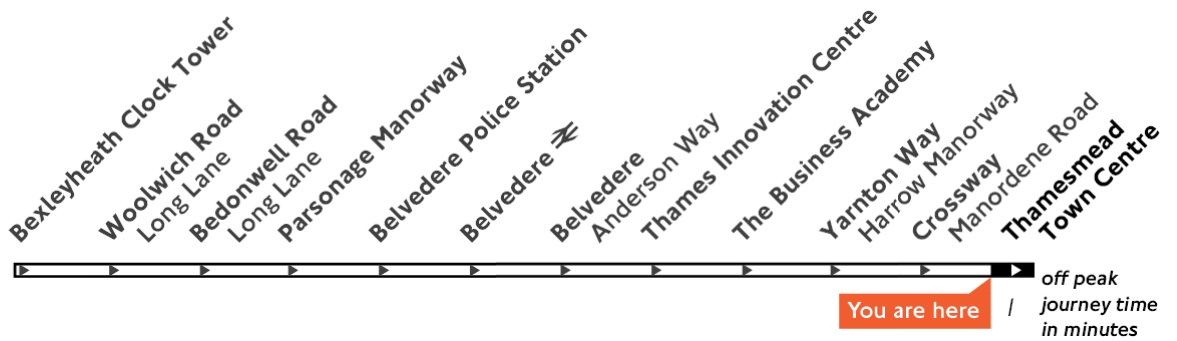 Bexleyheath Clock Tower
Woolwich Road
Long Lane
Bedonwell Road
Long Lane
Parsonage Manorway
Belvedere Police Station
Belvedere
Belvedere
Anderson Way
Thames Innovation Centre
The Business Academy
Yarnton Way
Harrow Manorway
Crossway
Manordene Road
Thamesmead
Town Centre
You are here
/
off peak
journey time
in minutes